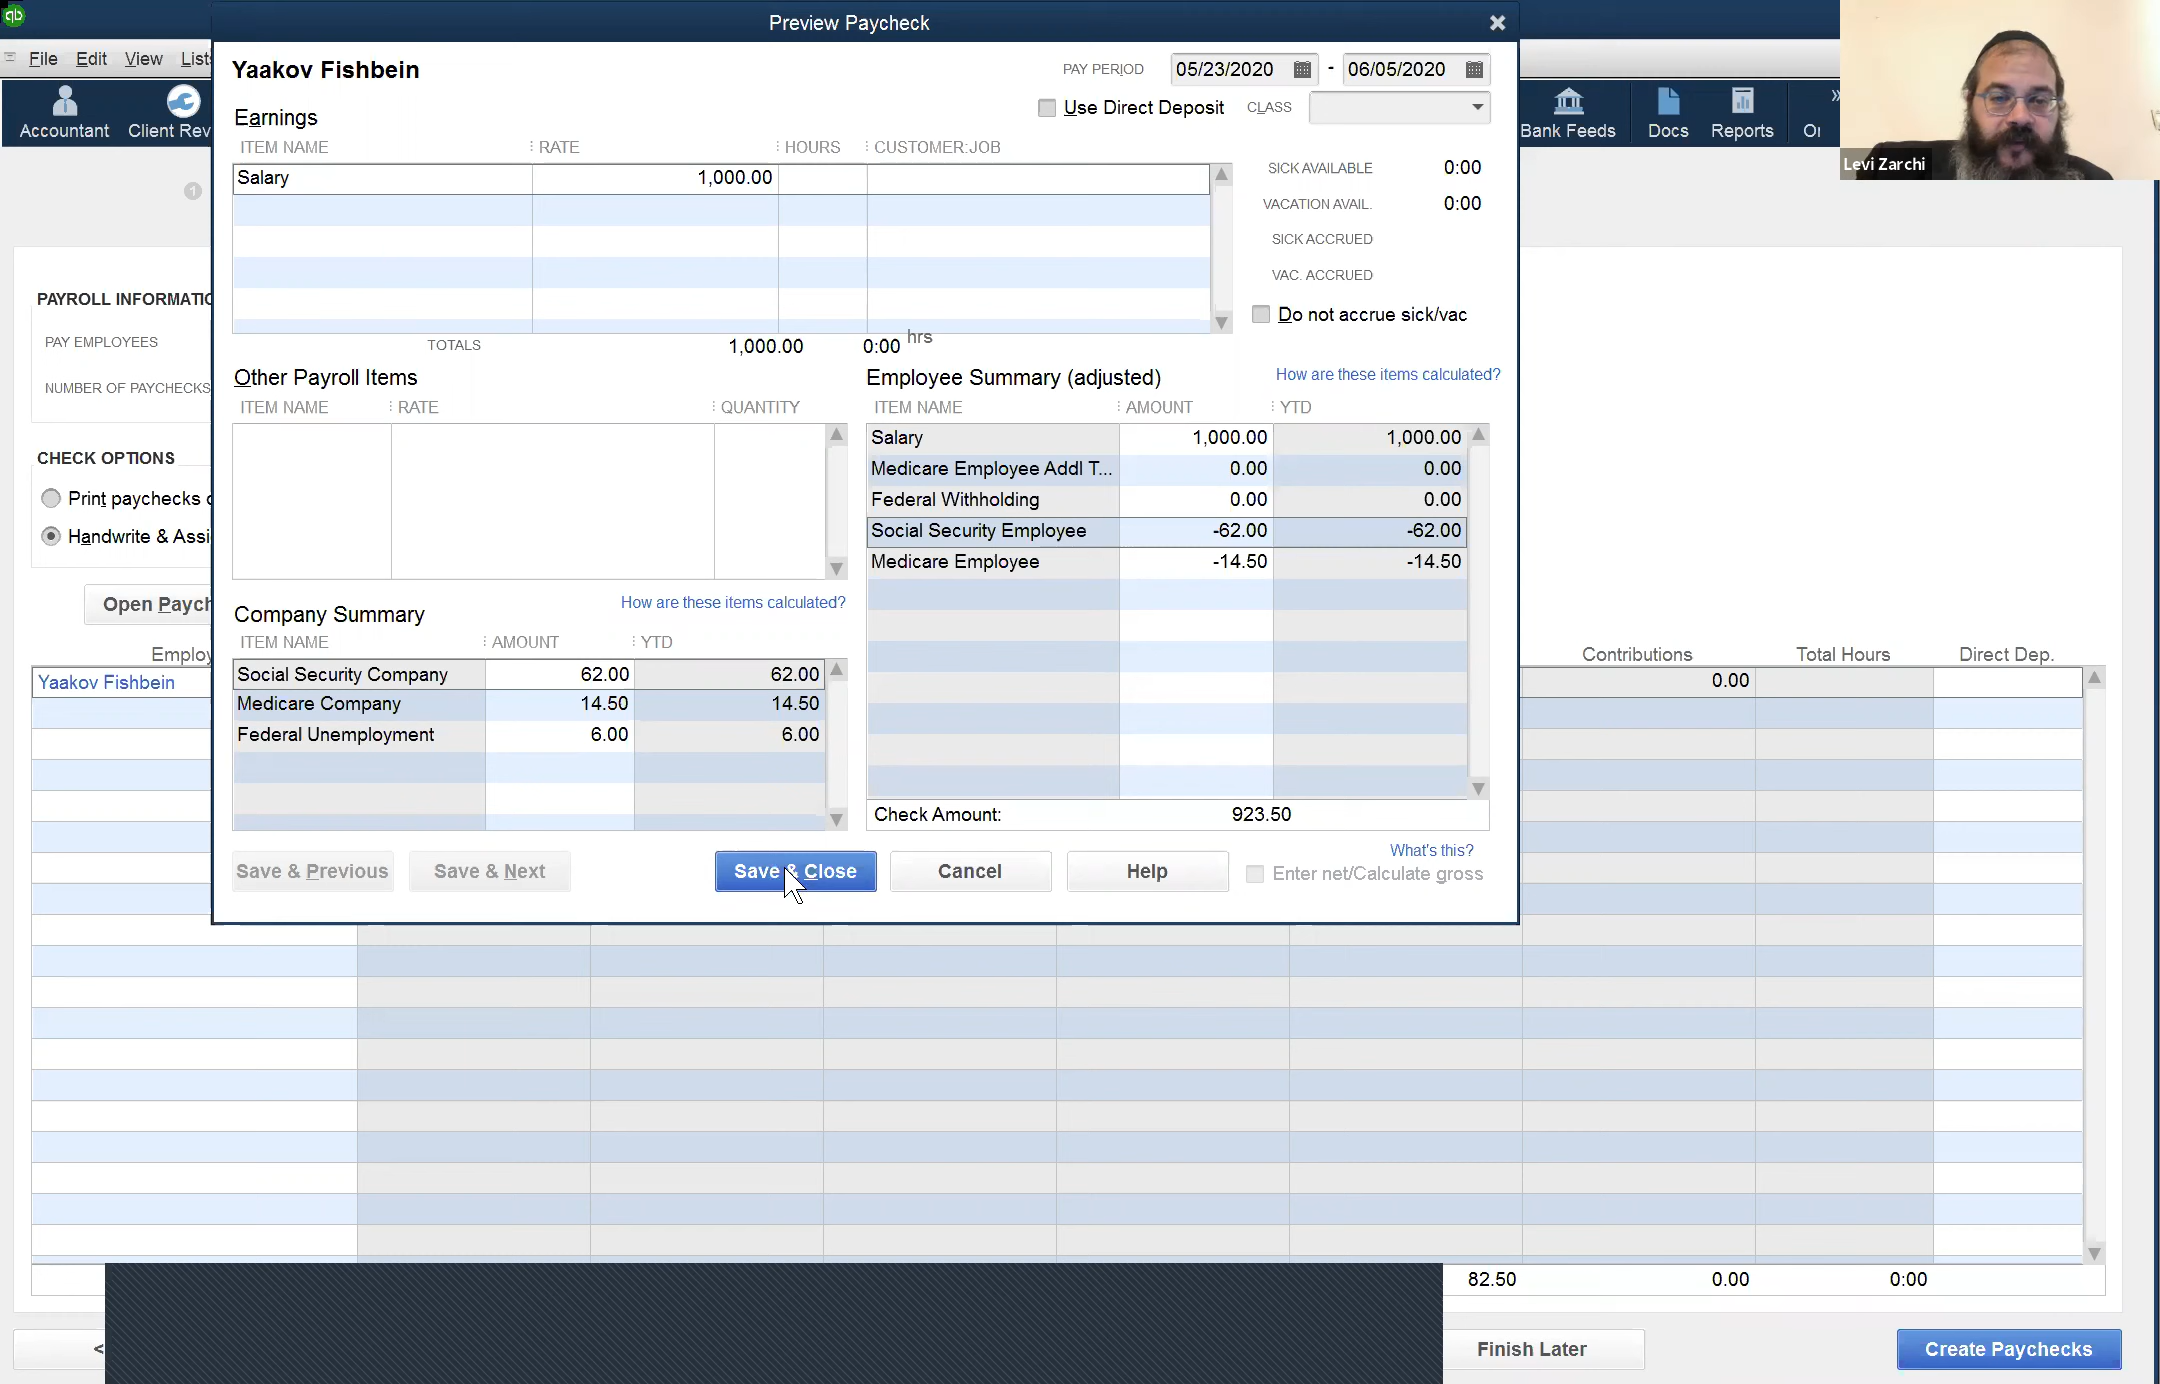 qb
Preview Paycheck
File Edit View Lists
Accountant
Client Rev
Bank Feeds
Docs
Reports
Levi Zarchi
Yaakov Fishbein
PAY PERIOD 05/23/2020 - 06/05/2020
Use Direct Deposit CLASS
Earnings
ITEM NAME RATE HOURS CUSTOMER:JOB
Salary 1,000.00
TOTALS 1,000.00 0:00 hrs
SICK AVAILABLE 0:00
VACATION AVAIL. 0:00
SICK ACCRUED
VAC. ACCRUED
Do not accrue sick/vac
Other Payroll Items
ITEM NAME RATE QUANTITY
Employee Summary (adjusted) How are these items calculated?
ITEM NAME AMOUNT YTD
Salary 1,000.00 1,000.00
Medicare Employee Addl T... 0.00 0.00
Federal Withholding 0.00 0.00
Social Security Employee -62.00 -62.00
Medicare Employee -14.50 -14.50
Check Amount: 923.50
Company Summary How are these items calculated?
ITEM NAME AMOUNT YTD
Social Security Company 62.00 62.00
Medicare Company 14.50 14.50
Federal Unemployment 6.00 6.00
Save & Previous
Save & Next
Save & Close
Cancel
Help
What's this?
Enter net/Calculate gross
1
PAYROLL INFORMATIO
PAY EMPLOYEES
NUMBER OF PAYCHECKS
CHECK OPTIONS
Print paychecks
Handwrite & Assi
Open Paych
Employ Contributions Total Hours Direct Dep.
Yaakov Fishbein 0.00
82.50 0.00 0:00
<
Finish Later
Create Paychecks